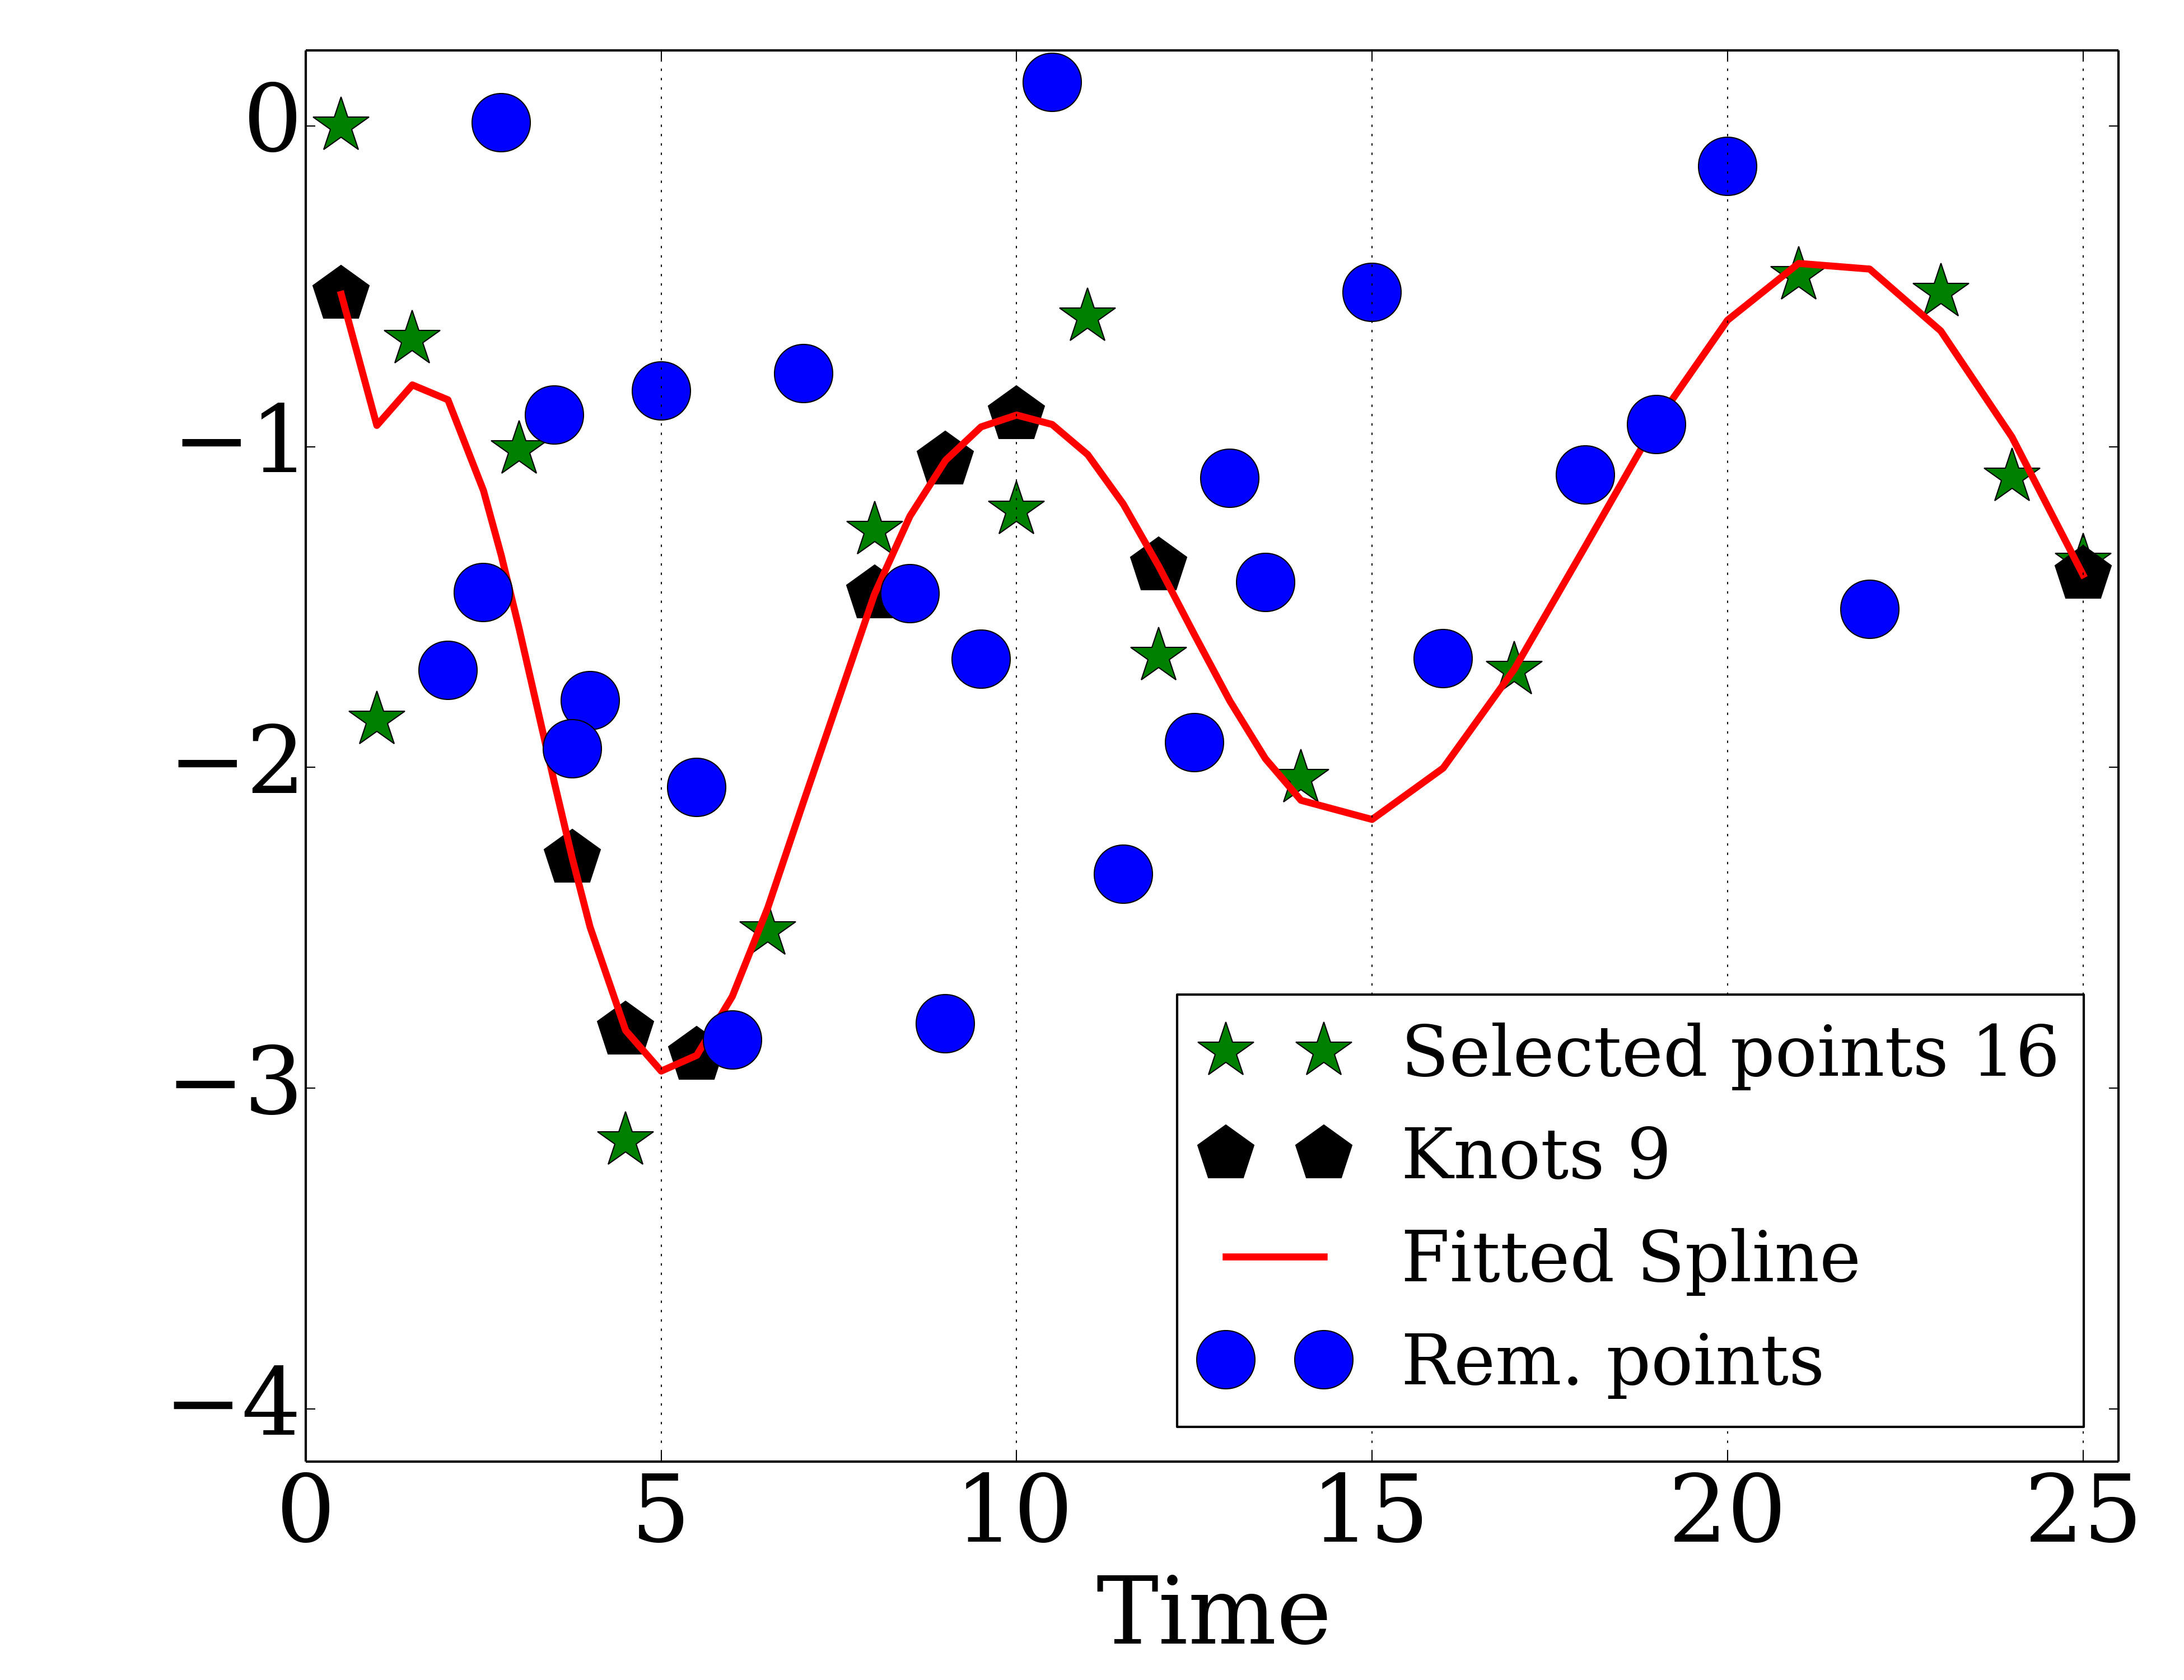 0
−1
−2
−3
−4
Selected points 16
Knots 9
Fitted Spline
Rem. points
0 5 10 15 20 25
Time